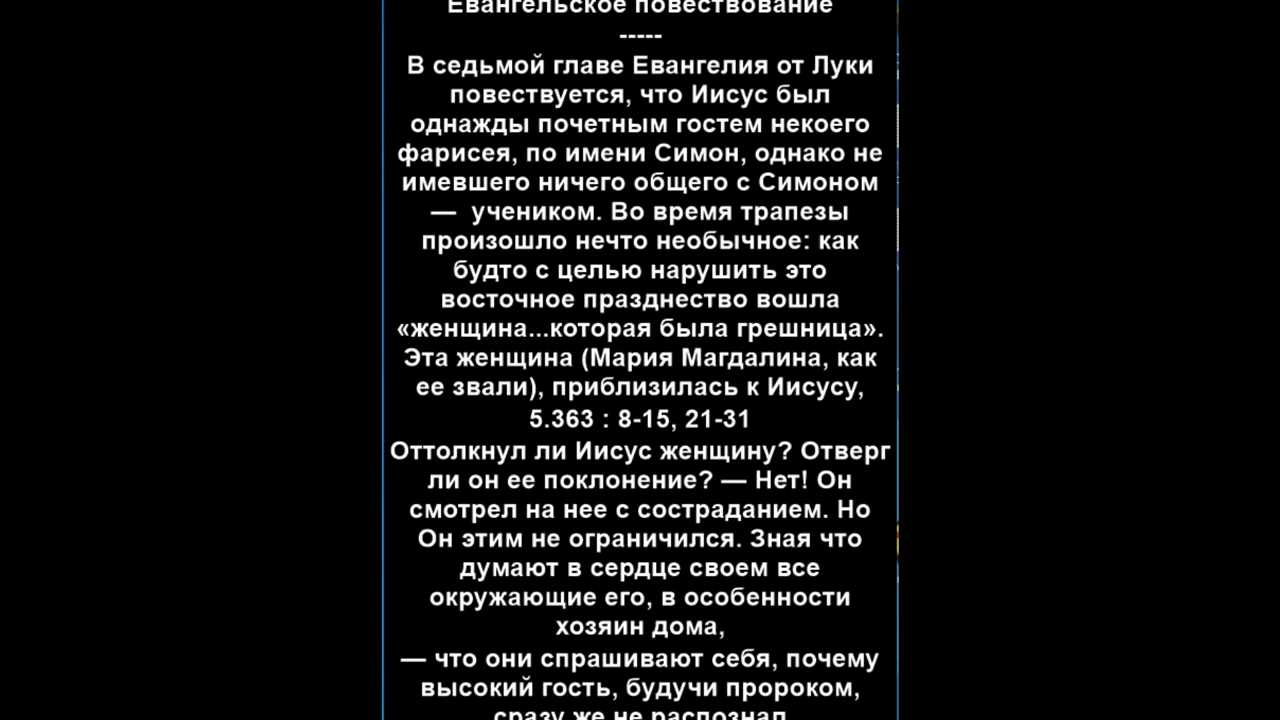 Евангельское повествование
-----
В седьмой главе Евангелия от Луки
повествуется, что Иисус был
однажды почетным гостем некоего
фарисея, по имени Симон, однако не
имевшего ничего общего с Симоном
— учеником. Во время трапезы
произошло нечто необычное: как
будто с целью нарушить это
восточное празднество вошла
«женщина...которая была грешница».
Эта женщина (Мария Магдалина, как
ее звали), приблизилась к Иисусу,
5.363 : 8-15, 21-31
Оттолкнул ли Иисус женщину? Отверг
ли он ее поклонение? — Нет! Он
смотрел на нее с состраданием. Но
Он этим не ограничился. Зная что
думают в сердце своем все
окружающие его, в особенности
хозяин дома,
— что они спрашивают себя, почему
высокий гость, будучи пророком,
сразу же не распознал